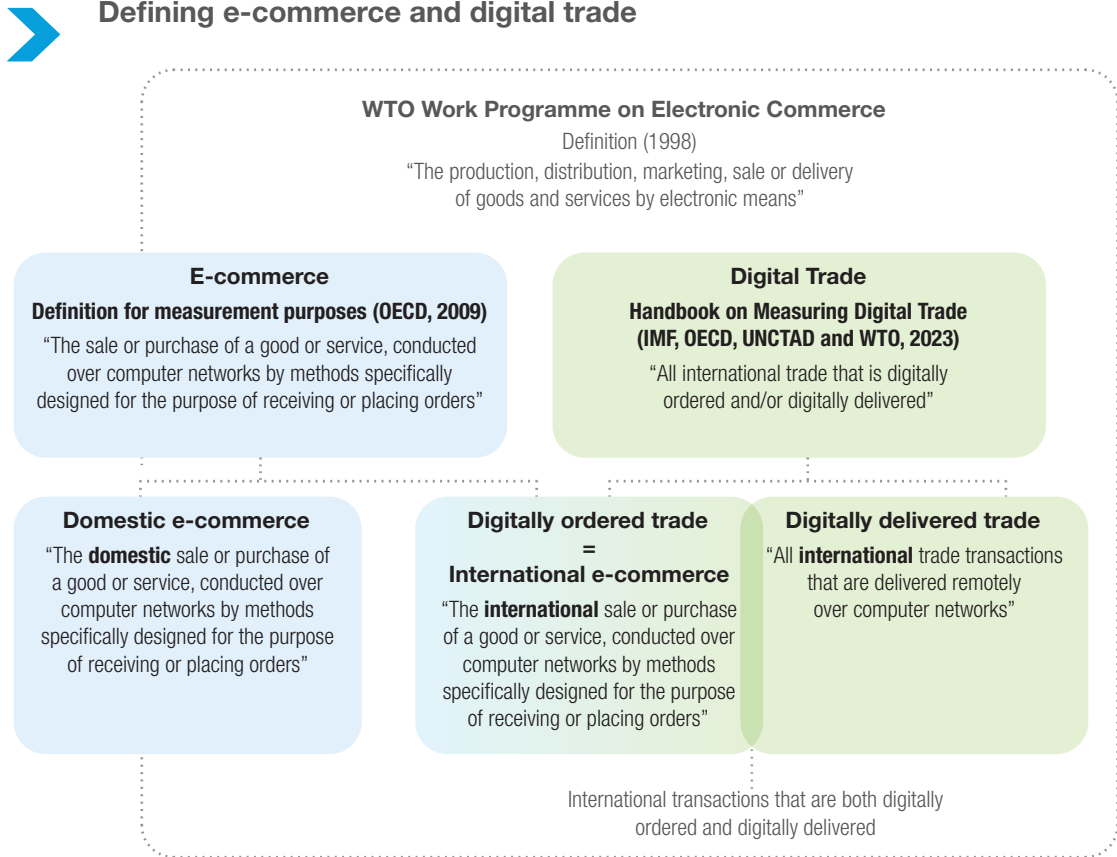 Defining e-commerce and digital trade
WTO Work Programme on Electronic Commerce
Definition (1998)
“The production, distribution, marketing, sale or delivery
of goods and services by electronic means”
E-commerce
Definition for measurement purposes (OECD, 2009)
“The sale or purchase of a good or service, conducted
over computer networks by methods specifically
designed for the purpose of receiving or placing orders”
Digital Trade
Handbook on Measuring Digital Trade
(IMF, OECD, UNCTAD and WTO, 2023)
“All international trade that is digitally
ordered and/or digitally delivered”
Domestic e-commerce
“The domestic sale or purchase of
a good or service, conducted over
computer networks by methods
specifically designed for the purpose
of receiving or placing orders”
Digitally ordered trade
=
International e-commerce
“The international sale or purchase
of a good or service, conducted over
computer networks by methods
specifically designed for the purpose
of receiving or placing orders”
Digitally delivered trade
“All international trade transactions
that are delivered remotely
over computer networks”
International transactions that are both digitally
ordered and digitally delivered